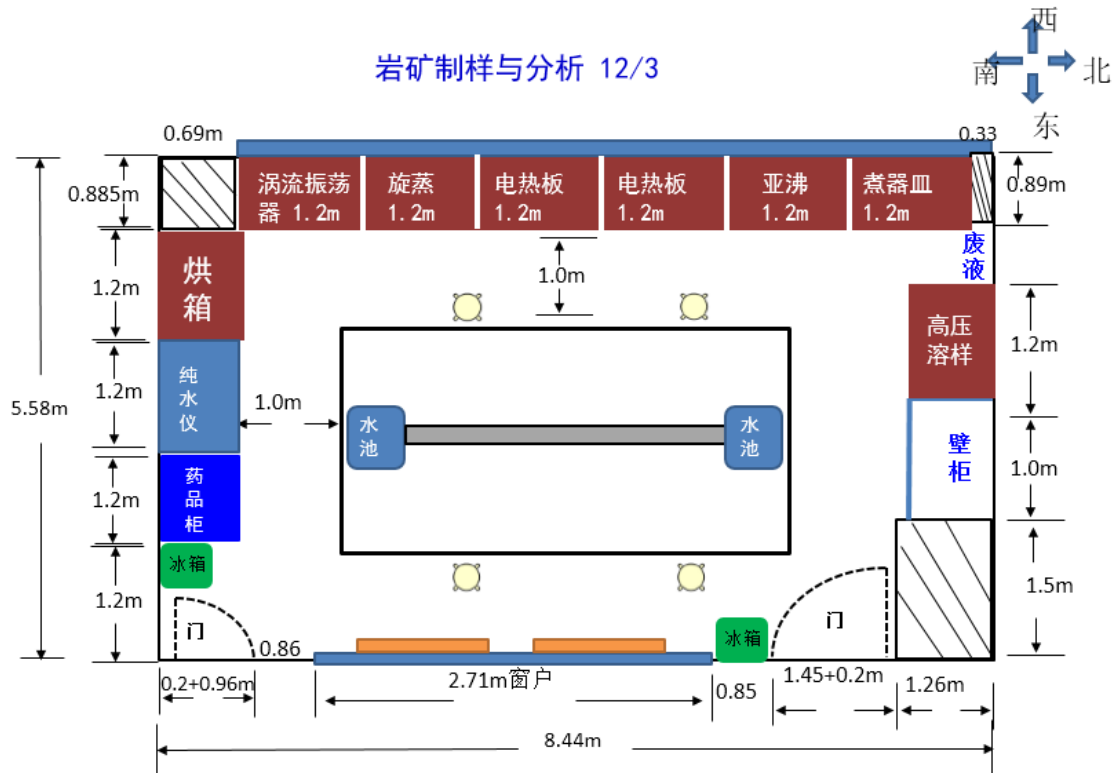 西
岩矿制样与分析 12/3
南
北
东
0.69m
0.33
0.885m
涡流振荡
器 1.2m
旋蒸
1.2m
电热板
1.2m
电热板
1.2m
亚沸
1.2m
煮器皿
1.2m
0.89m
废
液
烘
箱
1.2m
1.0m
高压
溶样
1.2m
5.58m
1.2m
纯
水
仪
1.0m
水
池
水
池
壁
柜
1.0m
1.2m
药
品
柜
冰箱
1.2m
门
0.86
冰箱
门
1.5m
0.2+0.96m
2.71m窗户
0.85
1.45+0.2m
1.26m
8.44m